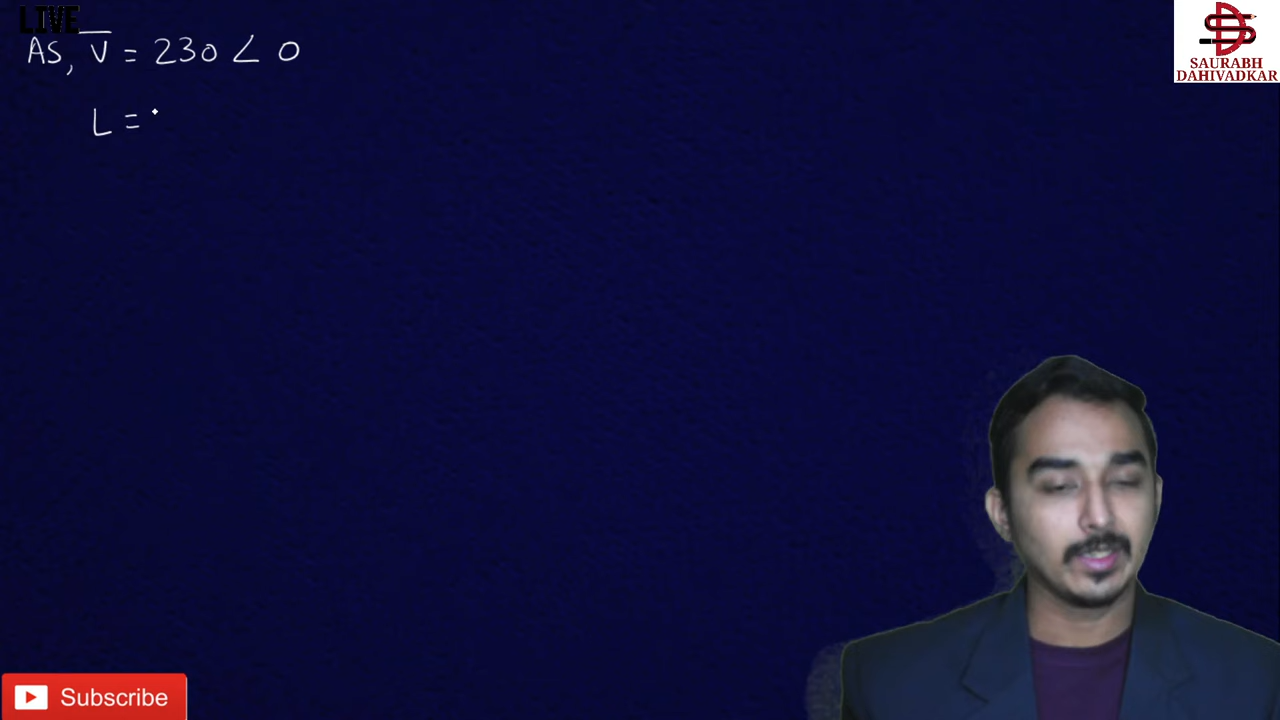 LIVE
AS, V̅ = 230 ∠ 0
L =
SAURABH
DAHIVADKAR
Subscribe